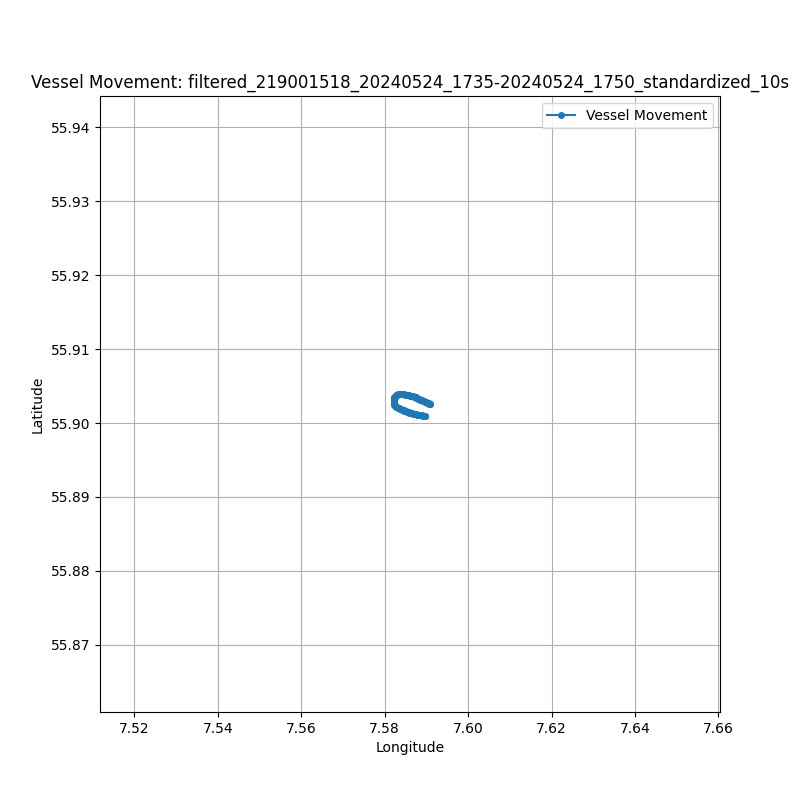 Vessel Movement: filtered_219001518_20240524_1735-20240524_1750_standardized_10s
Vessel Movement
55.94
55.93
55.92
55.91
55.90
55.89
55.88
55.87
Latitude
7.52 7.54 7.56 7.58 7.60 7.62 7.64 7.66
Longitude